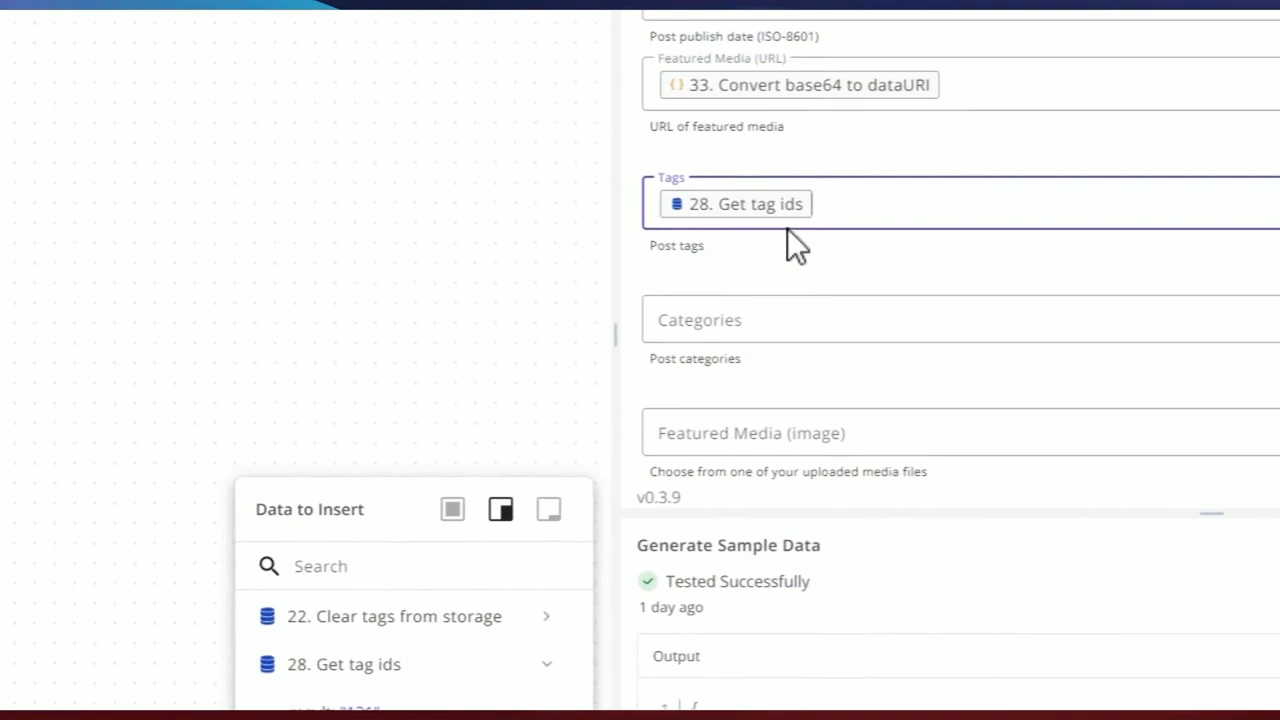 Post publish date (ISO-8601)
Featured Media (URL)
33. Convert base64 to dataURI
URL of featured media
Tags
28. Get tag ids
Post tags
Categories
Post categories
Featured Media (image)
Choose from one of your uploaded media files
v0.3.9
Data to Insert
Search
22. Clear tags from storage
28. Get tag ids
Generate Sample Data
Tested Successfully
1 day ago
Output